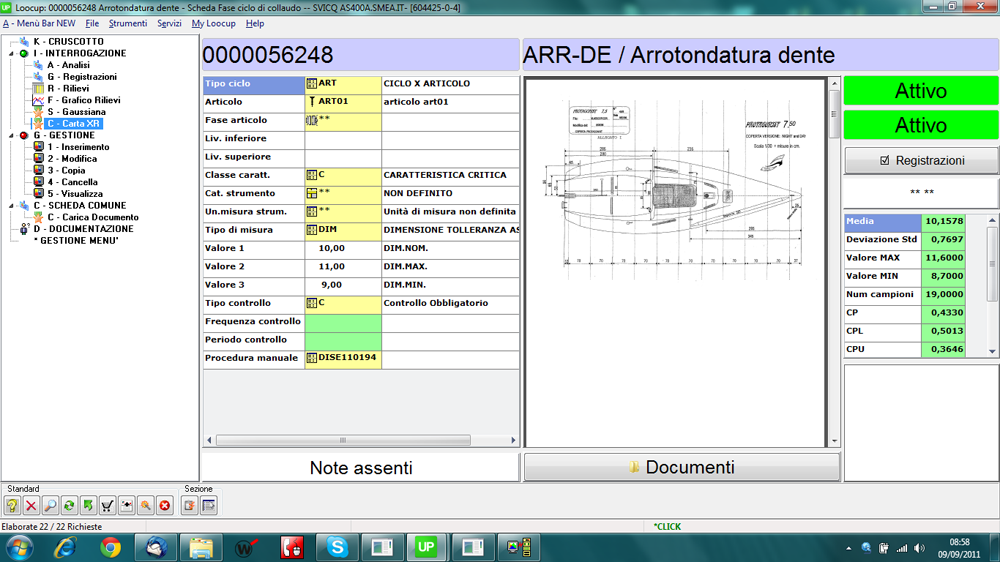 Loocup: 0000056248 Arrotondatura dente - Scheda Fase ciclo di collaudo -- SVICQ AS400A.SMEA.IT- [604425-0-4]
A - Menù Bar NEW File Strumenti Servizi My Loocup Help
K - CRUSCOTTO
I - INTERROGAZIONE
A - Analisi
G - Registrazioni
R - Rilievi
F - Grafico Rilievi
S - Gaussiana
C - Carta XR
G - GESTIONE
1 - Inserimento
2 - Modifica
3 - Copia
4 - Cancella
5 - Visualizza
C - SCHEDA COMUNE
C - Carica Documento
D - DOCUMENTAZIONE
* GESTIONE MENU'
0000056248
Tipo ciclo ART CICLO X ARTICOLO
Articolo ART01 articolo art01
Fase articolo **
Liv. inferiore
Liv. superiore
Classe caratt. C CARATTERISTICA CRITICA
Cat. strumento ** NON DEFINITO
Un.misura strum. ** Unità di misura non definita
Tipo di misura DIM DIMENSIONE TOLLERANZA AS
Valore 1 10,00 DIM.NOM.
Valore 2 11,00 DIM.MAX.
Valore 3 9,00 DIM.MIN.
Tipo controllo C Controllo Obbligatorio
Frequenza controllo
Periodo controllo
Procedura manuale DISE110194
Note assenti
ARR-DE / Arrotondatura dente
PROTAGONIST 7.50
Documenti
Attivo
Attivo
Registrazioni
** **
Media 10,1578
Deviazione Std 0,7697
Valore MAX 11,6000
Valore MIN 8,7000
Num campioni 19,0000
CP 0,4330
CPL 0,5013
CPU 0,3646
Standard Sezione
Elaborate 22 / 22 Richieste *CLICK
UP
08:58
09/09/2011